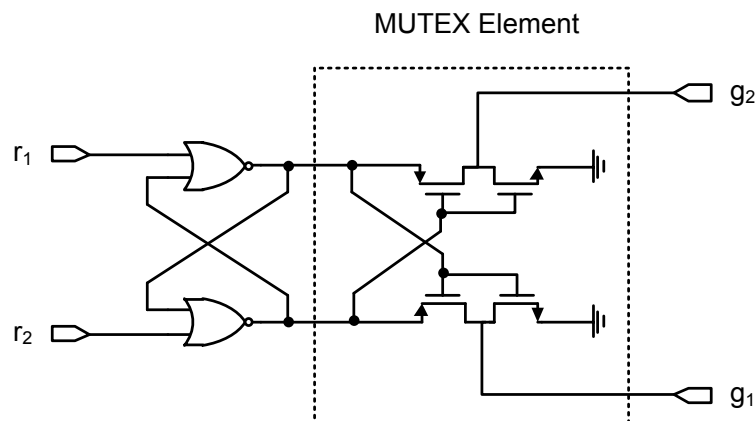 MUTEX Element
g₂
r₁
r₂
g₁